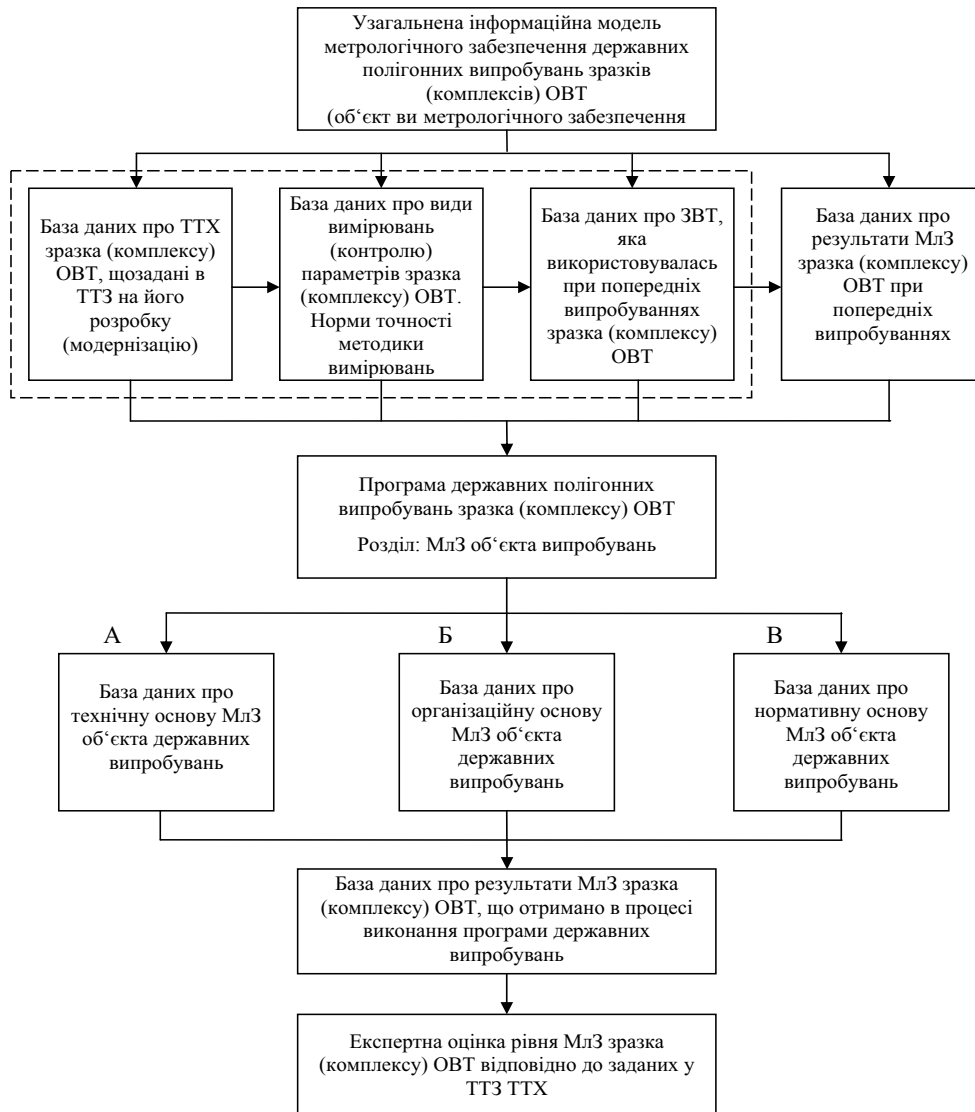 Узагальнена інформаційна модель
метрологічного забезпечення державних
полігонних випробувань зразків
(комплексів) ОВТ
(об‘єкт ви метрологічного забезпечення
База даних про ТТХ
зразка (комплексу)
ОВТ, щозадані в
ТТЗ на його
розробку
(модернізацію)
База даних про види
вимірювань
(контролю)
параметрів зразка
(комплексу) ОВТ.
Норми точності
методики
вимірювань
База даних про ЗВТ,
яка
використовувалась
при попередніх
випробуваннях
зразка (комплексу)
ОВТ
База даних про
результати МлЗ
зразка (комплексу)
ОВТ при
попередніх
випробуваннях
Програма державних полігонних
випробувань зразка (комплексу) ОВТ
Розділ: МлЗ об‘єкта випробувань
А
Б
В
База даних про
технічну основу МлЗ
об‘єкта державних
випробувань
База даних про
організаційну основу
МлЗ об‘єкта
державних
випробувань
База даних про
нормативну основу
МлЗ об‘єкта
державних
випробувань
База даних про результати МлЗ зразка
(комплексу) ОВТ, що отримано в процесі
виконання програми державних
випробувань
Експертна оцінка рівня МлЗ зразка
(комплексу) ОВТ відповідно до заданих у
ТТЗ ТТХ